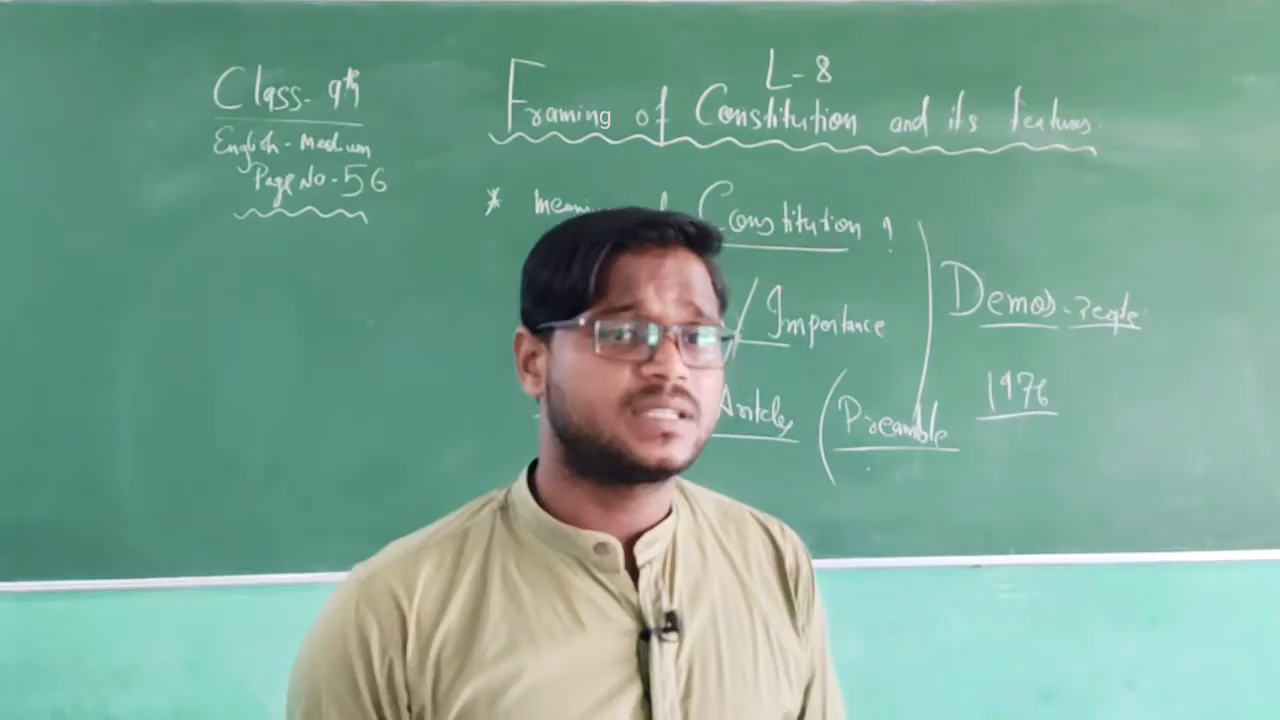 Class-9th
English-Medium
Page No-56
L-8
Framing of Constitution and its features
* Constitution ?
/ Importance
Demos-People
Articles (Preamble
1976